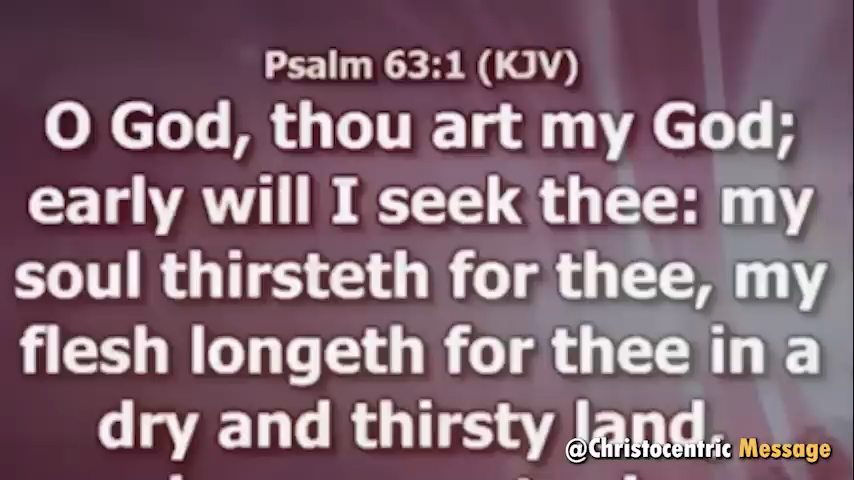 Psalm 63:1 (KJV)
O God, thou art my God;
early will I seek thee: my
soul thirsteth for thee, my
flesh longeth for thee in a
dry and thirsty land,
@Christocentric Message